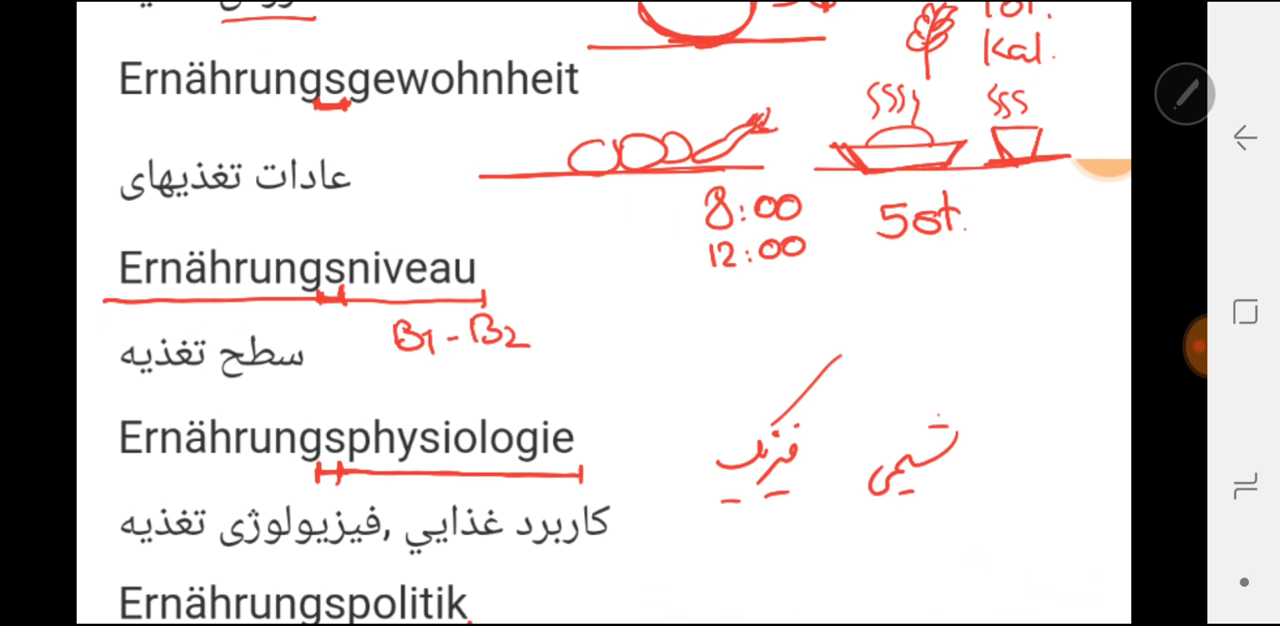 Kal.
Ernährungsgewohnheit
عادات تغذیهای
8:00
12:00
5st.
Ernährungsniveau
B1 - B2
سطح تغذیه
Ernährungsphysiologie
فیزیک
شیمی
کاربرد غذایي ,فیزیولوژی تغذیه
Ernährungspolitik